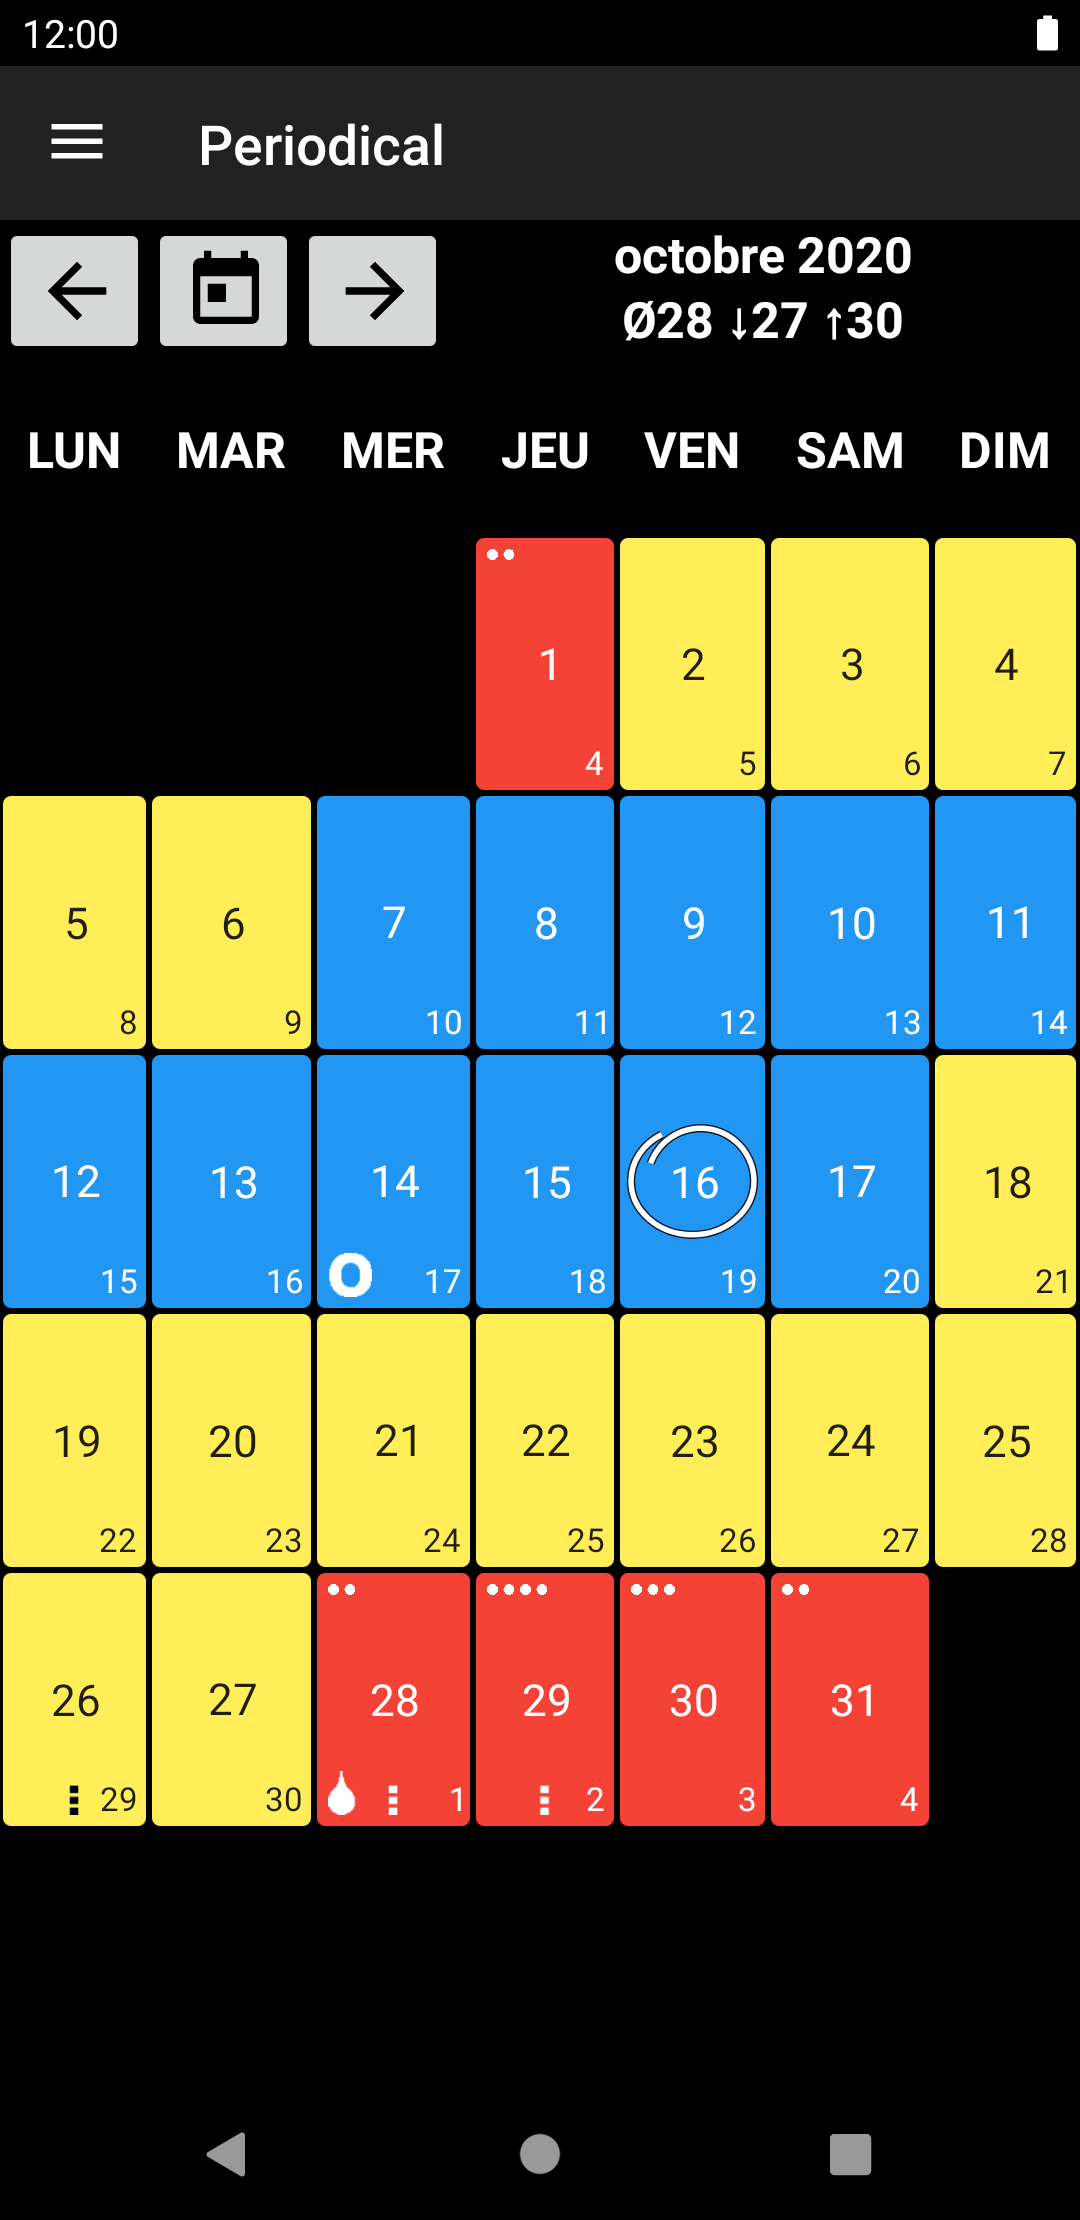 12:00
Periodical
octobre 2020
Ø28 ↓27 ↑30
LUN MAR MER JEU VEN SAM DIM
1 2 3 4
4 5 6 7
5 6 7 8 9 10 11
8 9 10 11 12 13 14
12 13 14 15 16 17 18
15 16 17 18 19 20 21
19 20 21 22 23 24 25
22 23 24 25 26 27 28
26 27 28 29 30 31
29 30 1 2 3 4